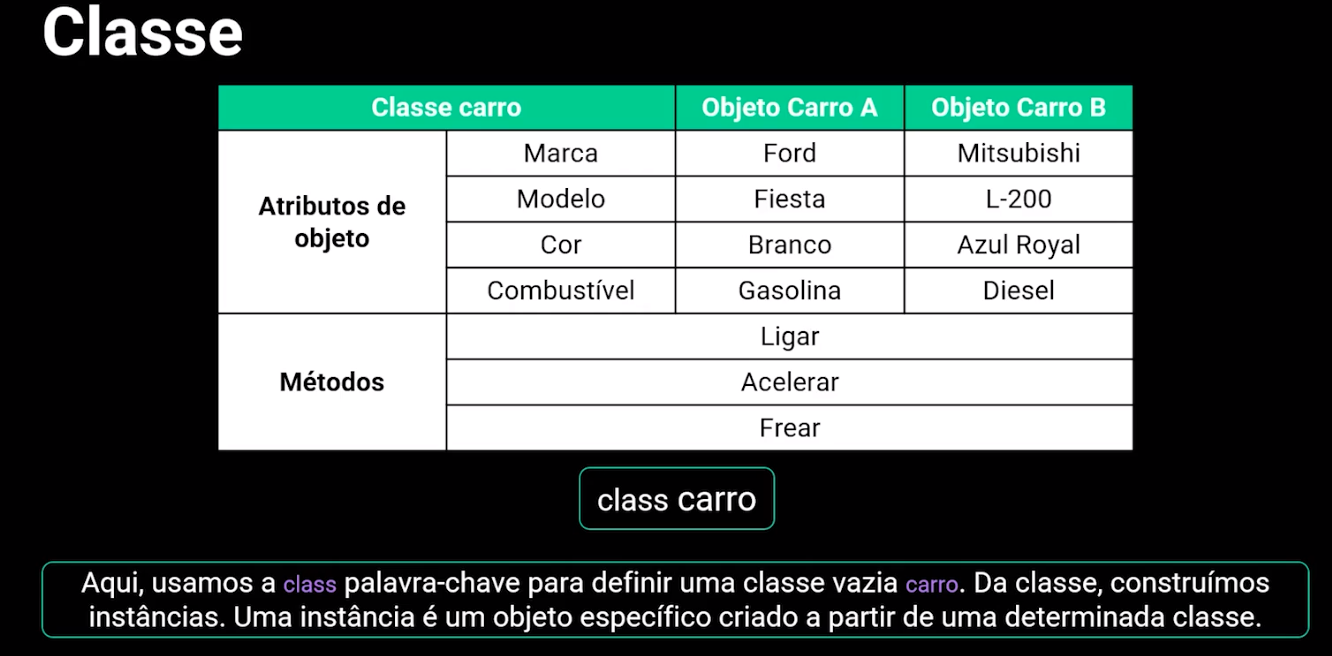 Classe
Classe carro Objeto Carro A Objeto Carro B
Atributos de objeto
Marca Ford Mitsubishi
Modelo Fiesta L-200
Cor Branco Azul Royal
Combustível Gasolina Diesel
Métodos
Ligar
Acelerar
Frear
class carro
Aqui, usamos a class palavra-chave para definir uma classe vazia carro. Da classe, construímos
instâncias. Uma instância é um objeto específico criado a partir de uma determinada classe.